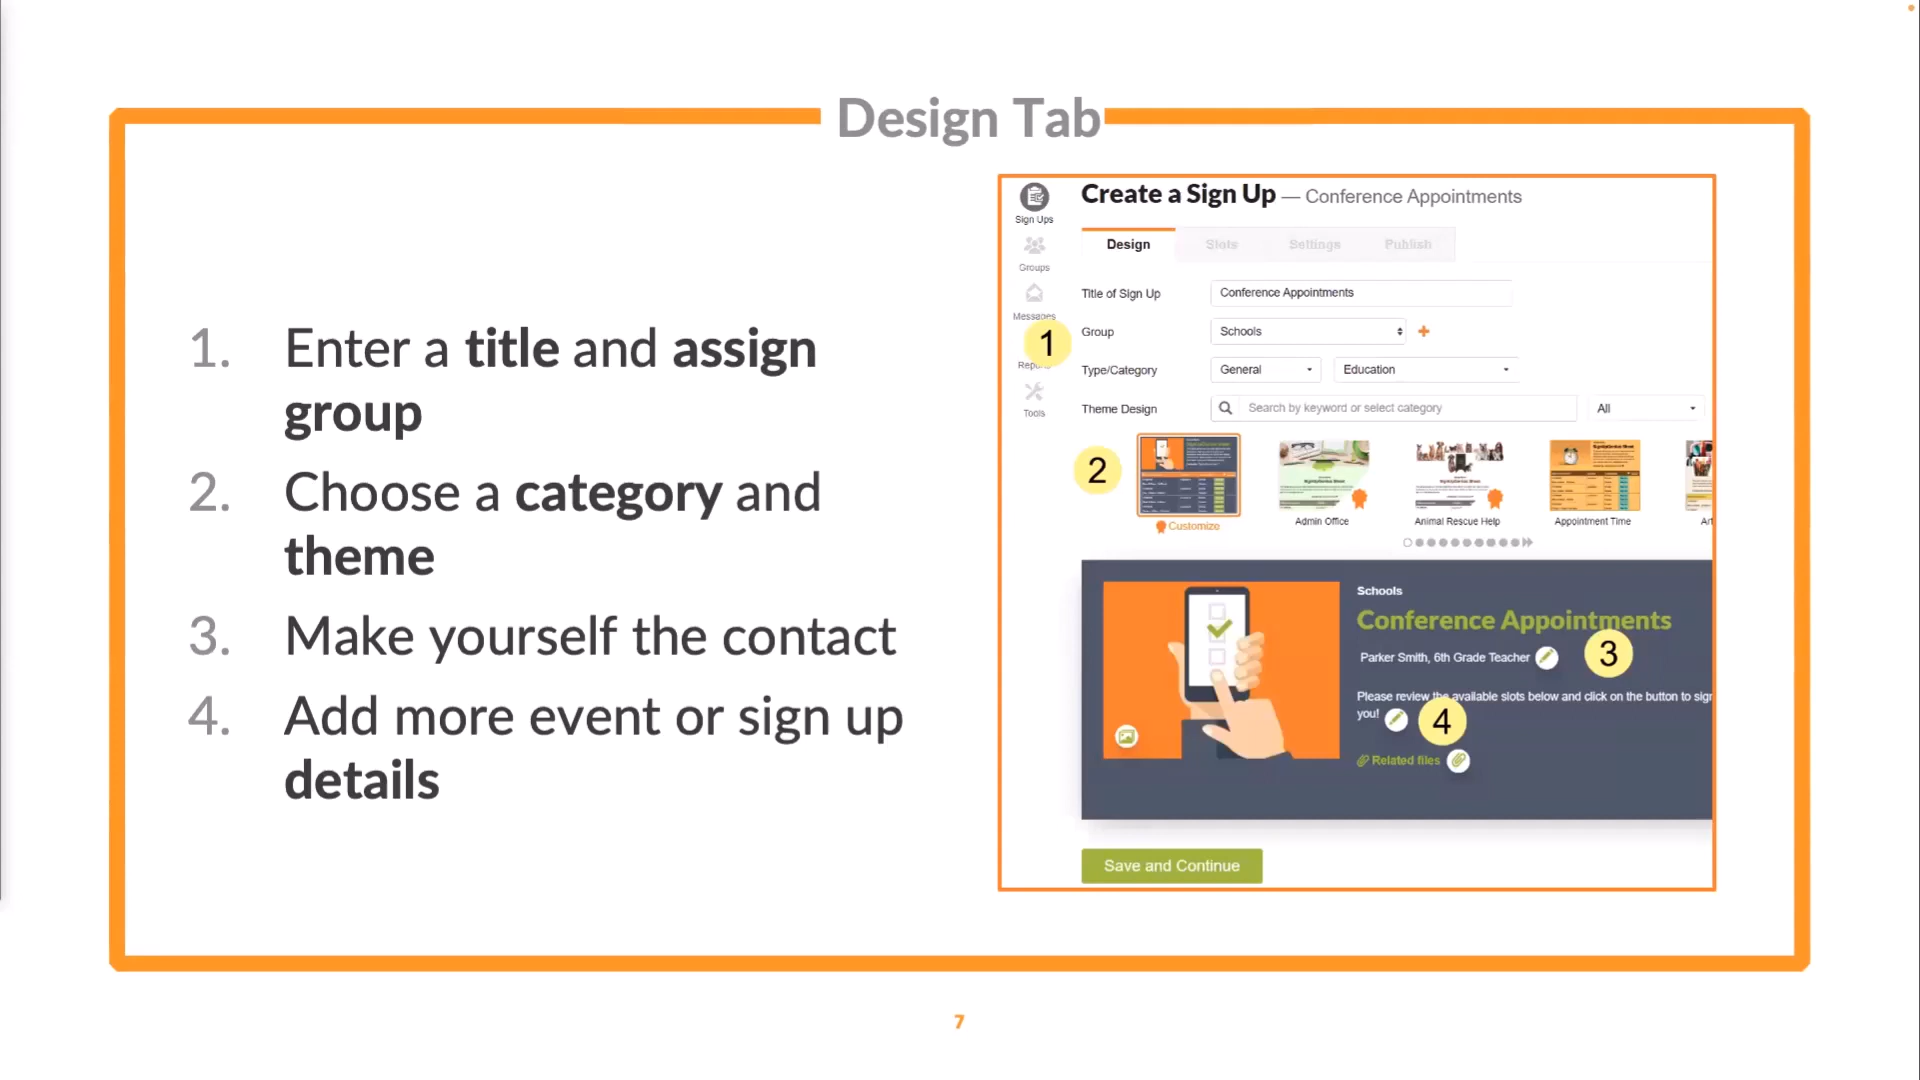 Design Tab
1. Enter a title and assign
group
2. Choose a category and
theme
3. Make yourself the contact
4. Add more event or sign up
details
Sign Ups
Groups
Messages
1
Tools
Create a Sign Up — Conference Appointments
Design Slots Settings Publish
Title of Sign Up Conference Appointments
Group Schools
Type/Category General Education
Theme Design Search by keyword or select category All
2
Customize Admin Office Animal Rescue Help Appointment Time
Schools
Conference Appointments
Parker Smith, 6th Grade Teacher 3
Please review the available slots below and click on the button to sign
you! 4
Related files
Save and Continue
7